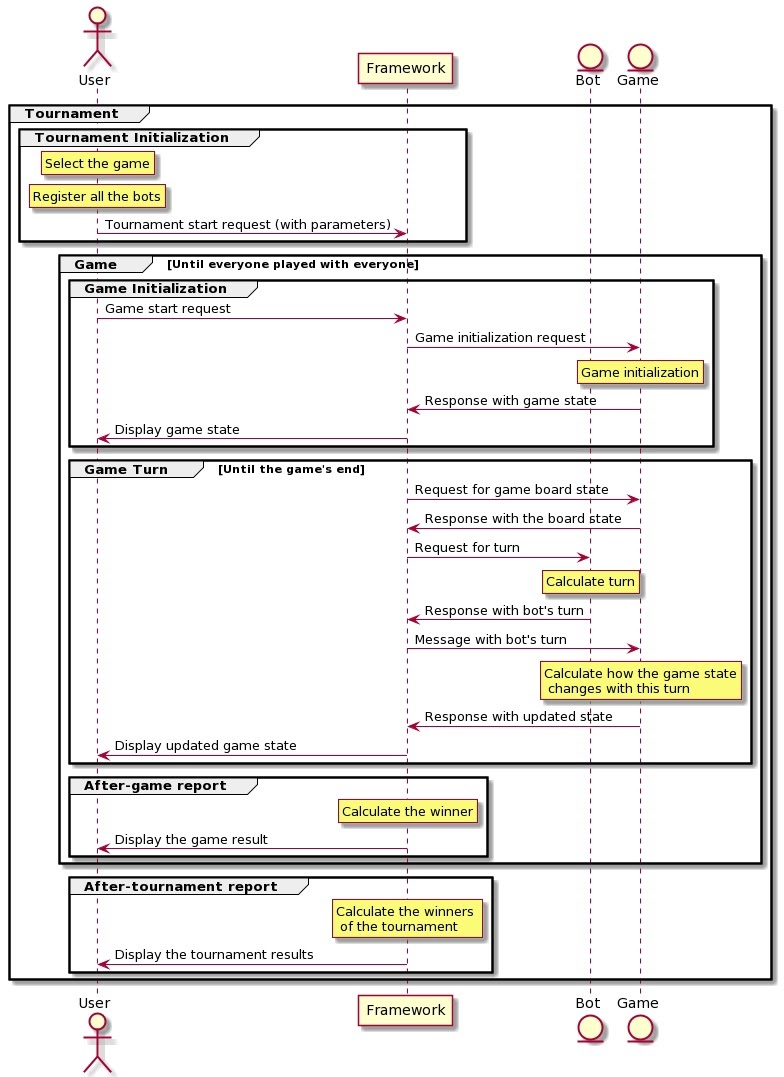 User
Framework
Bot
Game
Tournament
Tournament Initialization
Select the game
Register all the bots
Tournament start request (with parameters)
Game [Until everyone played with everyone]
Game Initialization
Game start request
Game initialization request
Game initialization
Response with game state
Display game state
Game Turn [Until the game's end]
Request for game board state
Response with the board state
Request for turn
Calculate turn
Response with bot's turn
Message with bot's turn
Calculate how the game state
changes with this turn
Response with updated state
Display updated game state
After-game report
Calculate the winner
Display the game result
After-tournament report
Calculate the winners
of the tournament
Display the tournament results
User
Framework
Bot
Game